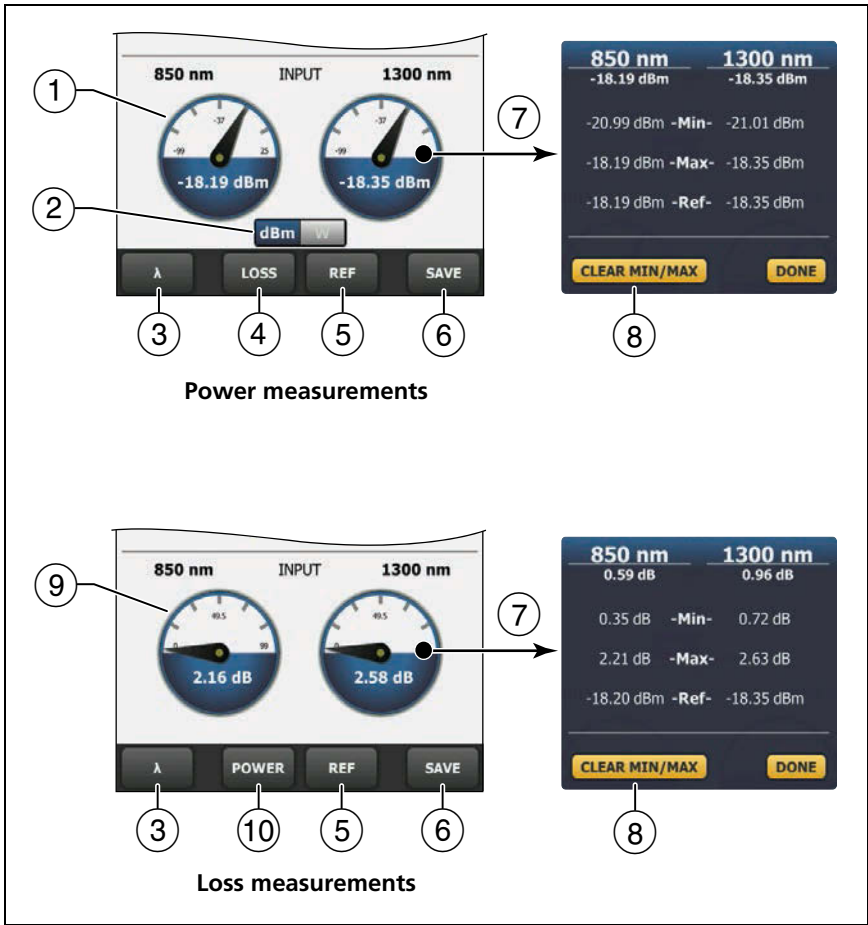 850 nm INPUT 1300 nm
-99 -37 25
-18.19 dBm
-99 -37
-18.35 dBm
dBm W
λ LOSS REF SAVE
1
2
3 4 5 6
7
850 nm 1300 nm
-18.19 dBm -18.35 dBm
-20.99 dBm -Min- -21.01 dBm
-18.19 dBm -Max- -18.35 dBm
-18.19 dBm -Ref- -18.35 dBm
CLEAR MIN/MAX DONE
8
Power measurements
850 nm INPUT 1300 nm
0 49.5 99
2.16 dB
0 49.5
2.58 dB
λ POWER REF SAVE
9
3 10 5 6
7
850 nm 1300 nm
0.59 dB 0.96 dB
0.35 dB -Min- 0.72 dB
2.21 dB -Max- 2.63 dB
-18.20 dBm -Ref- -18.35 dBm
CLEAR MIN/MAX DONE
8
Loss measurements